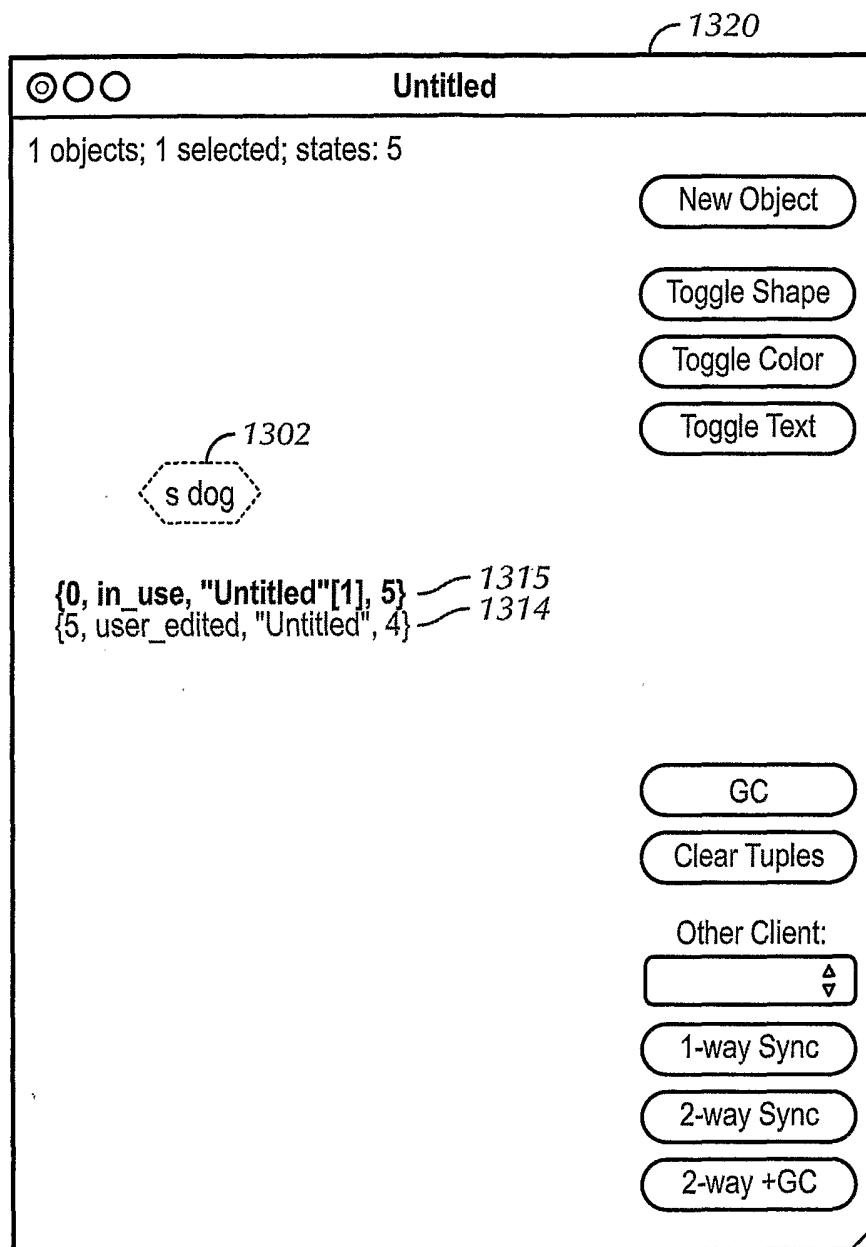 1320
Untitled
1 objects; 1 selected; states: 5
New Object
Toggle Shape
Toggle Color
Toggle Text
1302
s dog
{0, in_use, "Untitled"[1], 5} 1315
{5, user_edited, "Untitled", 4} 1314
GC
Clear Tuples
Other Client:
1-way Sync
2-way Sync
2-way +GC